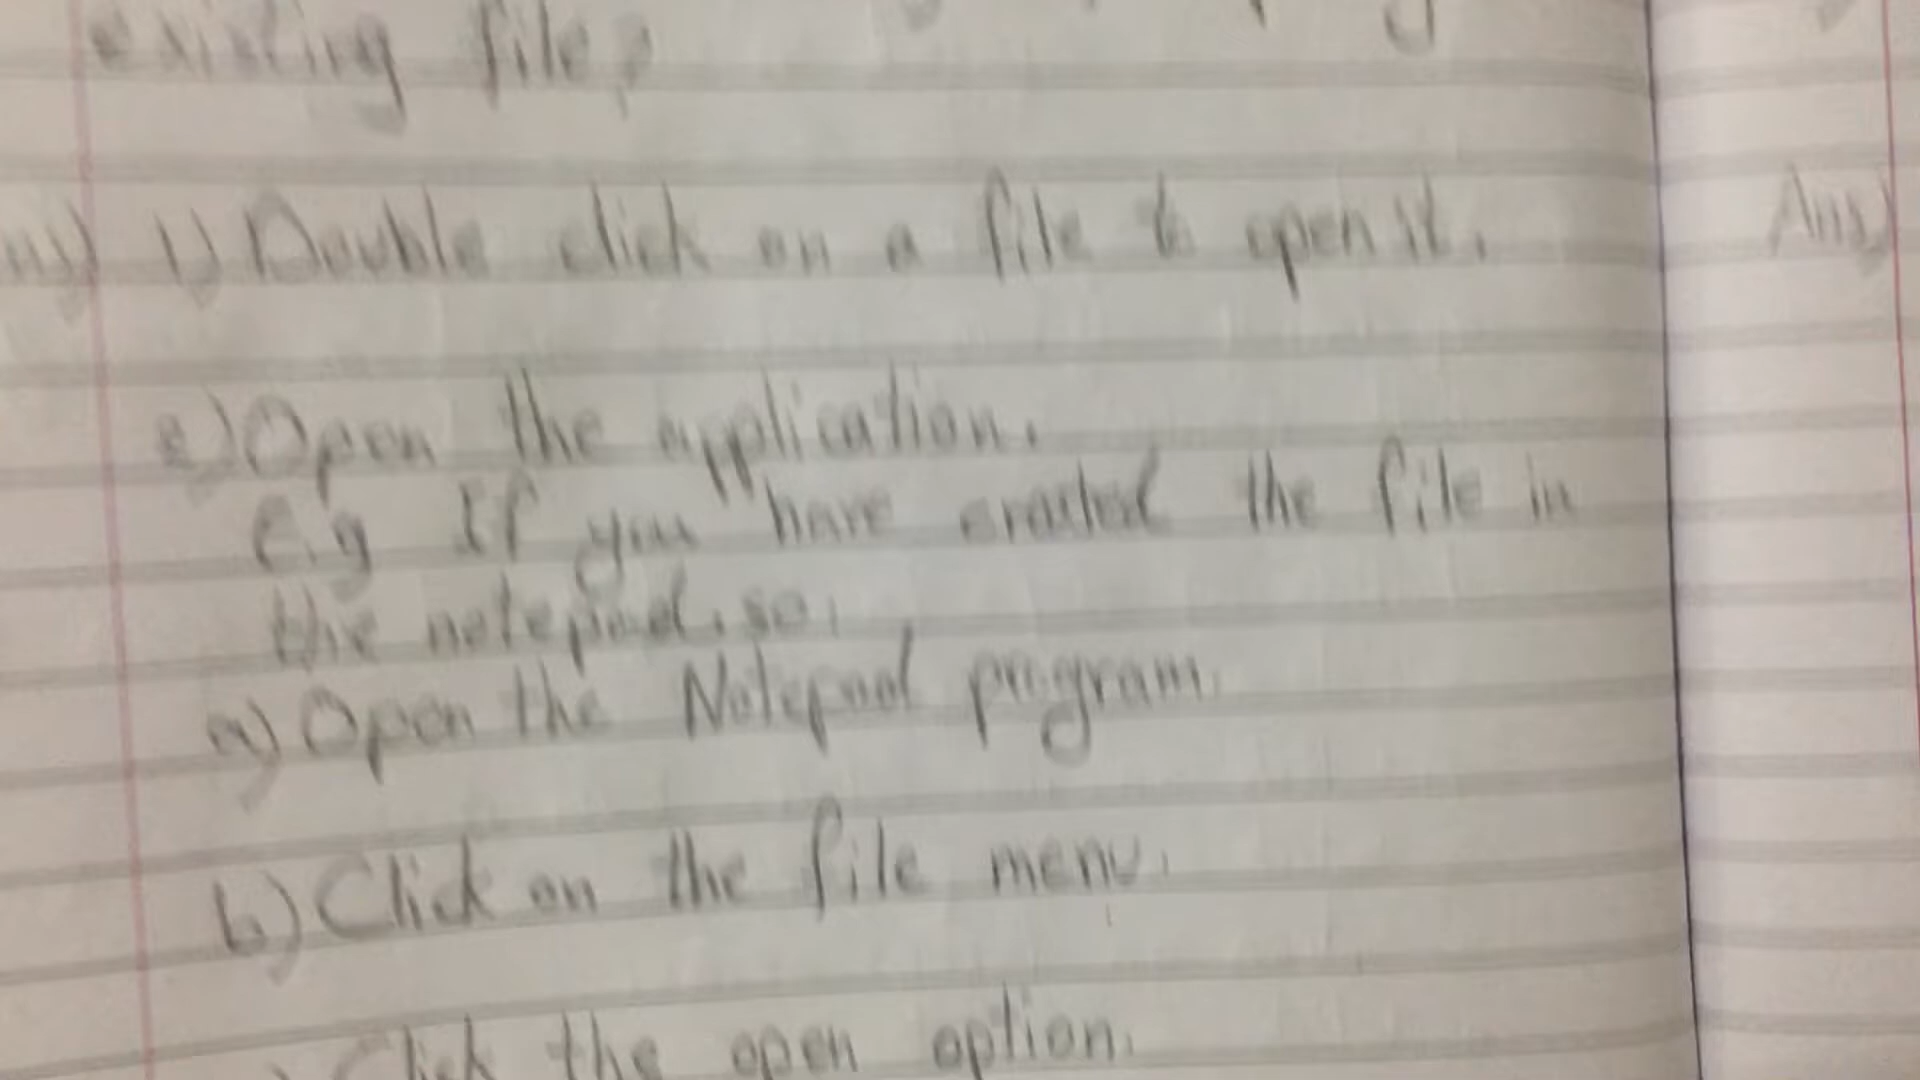 existing file?
Ans) 1) Double click on a file to open it. Ans)
2) Open the application.
E.g If you have created the file in
the notepad. so,
a) Open the Notepad program.
b) Click on the file menu.
Click the open option.